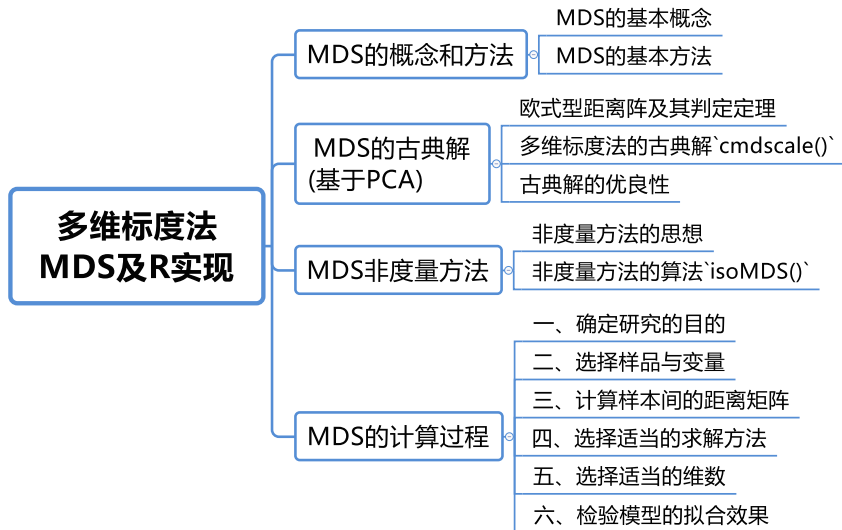 多维标度法
MDS及R实现
MDS的概念和方法
MDS的基本概念
MDS的基本方法
MDS的古典解
(基于PCA)
欧式型距离阵及其判定定理
多维标度法的古典解`cmdscale()`
古典解的优良性
MDS非度量方法
非度量方法的思想
非度量方法的算法`isoMDS()`
MDS的计算过程
一、确定研究的目的
二、选择样品与变量
三、计算样本间的距离矩阵
四、选择适当的求解方法
五、选择适当的维数
六、检验模型的拟合效果